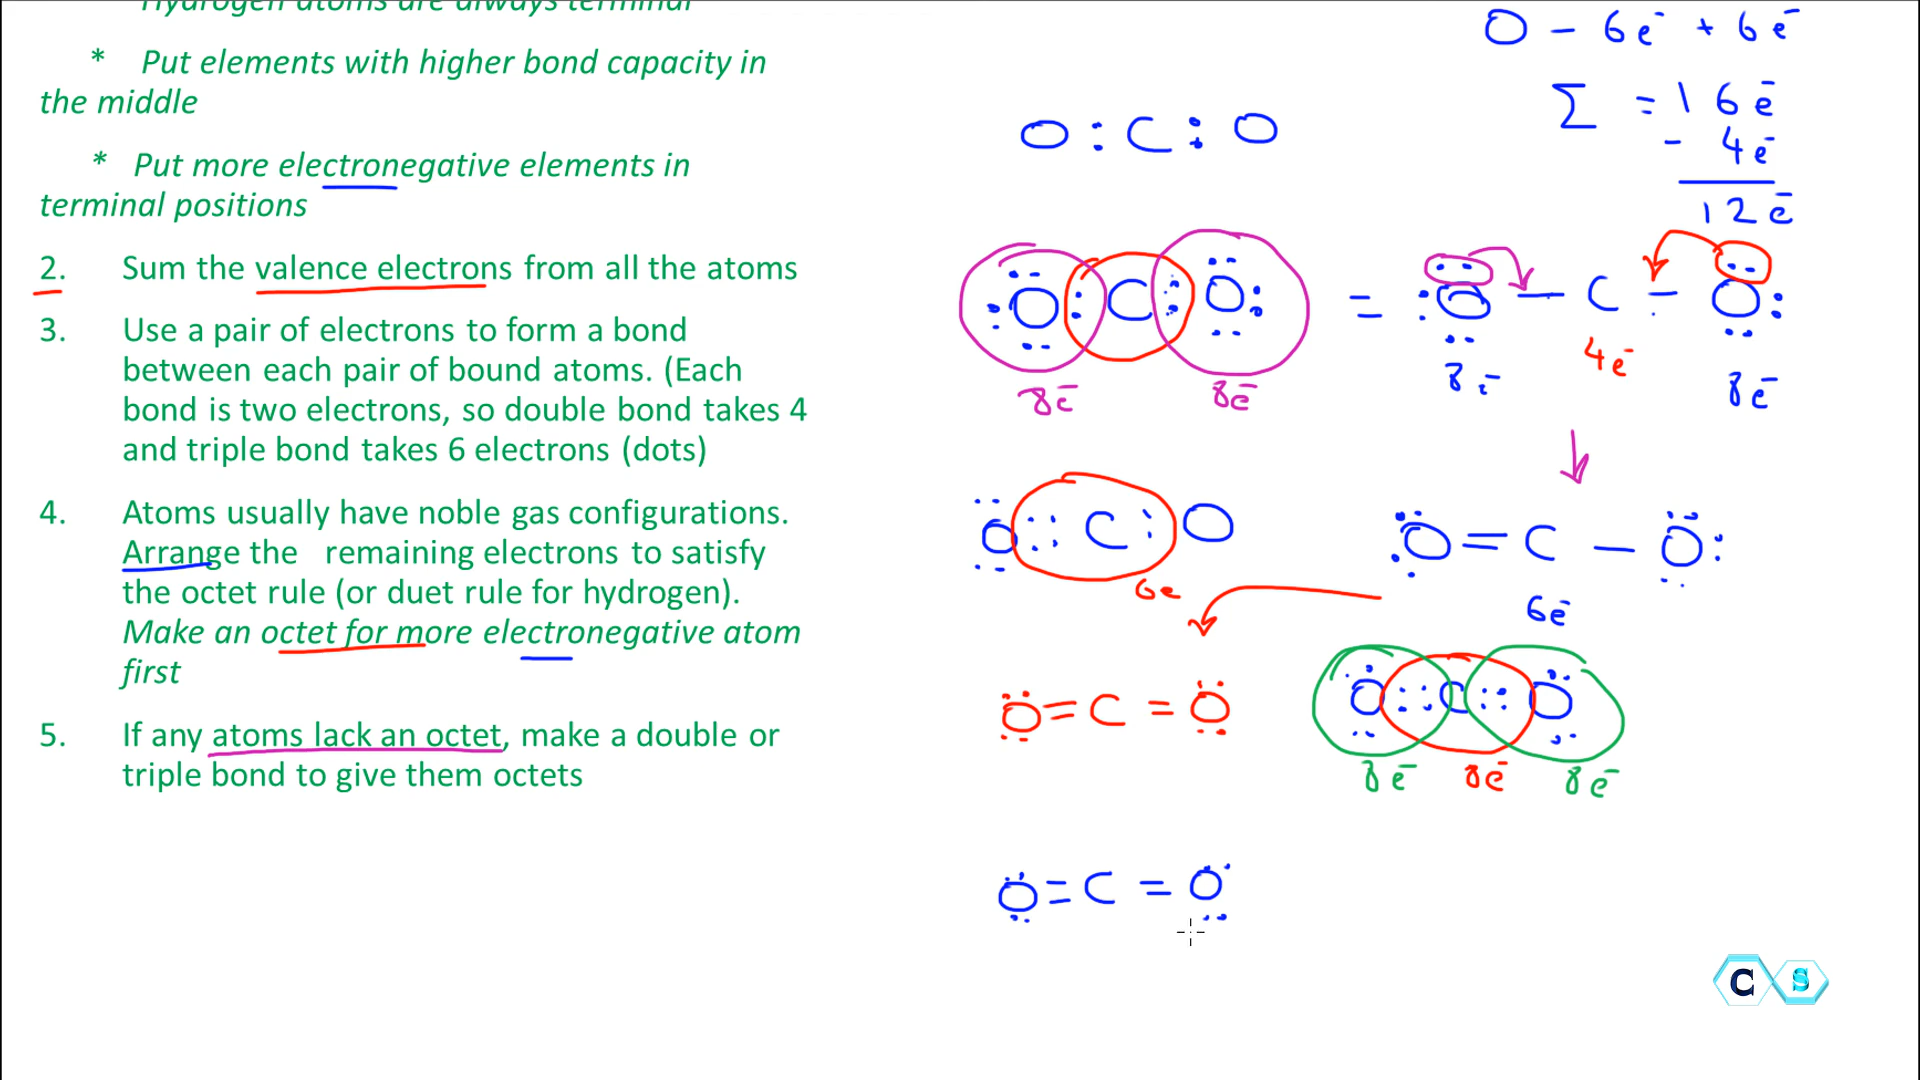 Hydrogen atoms are always terminal
* Put elements with higher bond capacity in
the middle
* Put more electronegative elements in
terminal positions
2. Sum the valence electrons from all the atoms
3. Use a pair of electrons to form a bond
between each pair of bound atoms. (Each
bond is two electrons, so double bond takes 4
and triple bond takes 6 electrons (dots)
4. Atoms usually have noble gas configurations.
Arrange the remaining electrons to satisfy
the octet rule (or duet rule for hydrogen).
Make an octet for more electronegative atom
first
5. If any atoms lack an octet, make a double or
triple bond to give them octets
O - 6e⁻ + 6e⁻
Σ = 16e⁻
- 4e⁻
12e⁻
O : C : O
O : C : O = O - C - O
8e⁻ 8e⁻
8e⁻ 4e⁻ 8e⁻
O :: C : O
6e
O = C - O
6e⁻
O = C = O
O :: C :: O
8e⁻ 8e⁻ 8e⁻
O = C = O
C S